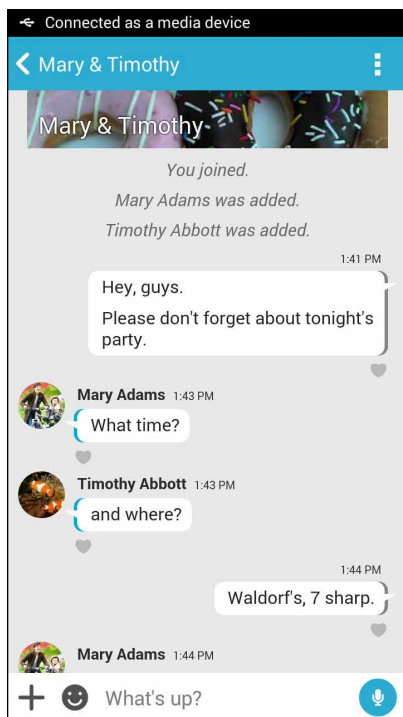 Connected as a media device
Mary & Timothy
Mary & Timothy
You joined.
Mary Adams was added.
Timothy Abbott was added.
1:41 PM
Hey, guys.
Please don't forget about tonight's
party.
Mary Adams 1:43 PM
What time?
Timothy Abbott 1:43 PM
and where?
1:44 PM
Waldorf's, 7 sharp.
Mary Adams 1:44 PM
What's up?